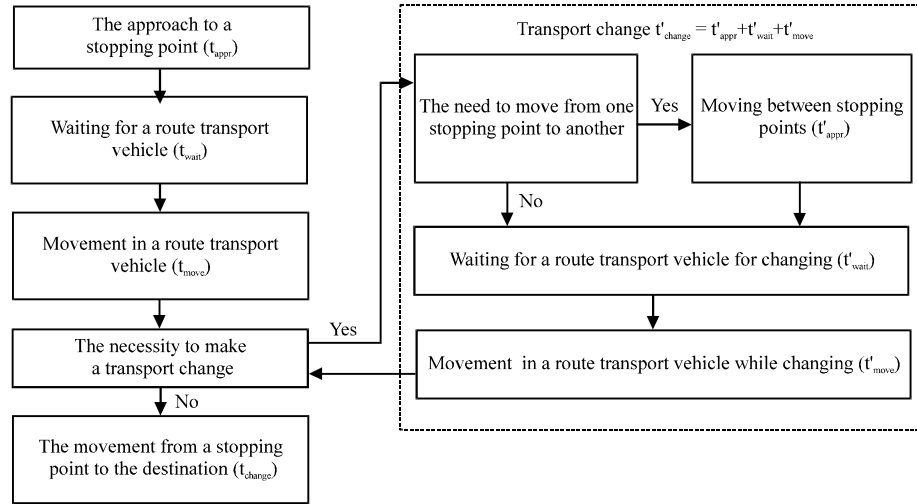 The approach to a
stopping point (t_appr)
Waiting for a route transport
vehicle (t_wait)
Movement in a route transport
vehicle (t_move)
The necessity to make
a transport change
Yes
No
The movement from a stopping
point to the destination (t_change)
Transport change t'_change = t'_appr+t'_wait+t'_move
The need to move from one
stopping point to another
Yes
Moving between stopping
points (t'_appr)
No
Waiting for a route transport vehicle for changing (t'_wait)
Movement in a route transport vehicle while changing (t'_move)